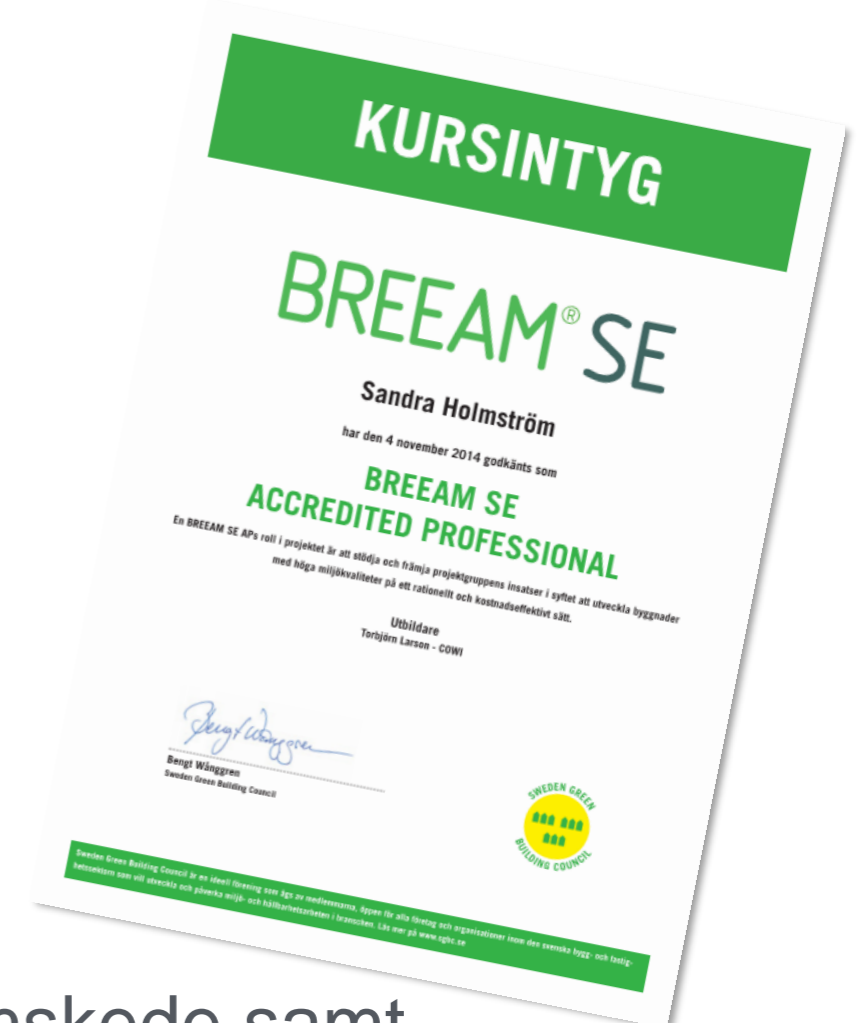 KURSINTYG
BREEAM® SE
Sandra Holmström
har den 4 november 2014 godkänts som
BREEAM SE
ACCREDITED PROFESSIONAL
En BREEAM SE APs roll i projektet är att stödja och främja projektgruppens insatser i syftet att utveckla byggnader
med höga miljökvaliteter på ett rationellt och kostnadseffektivt sätt.
Utbildare
Torbjörn Larson - COWI
Bengt Wånggren
Bengt Wånggren
Sweden Green Building Council
SWEDEN GREEN
BUILDING COUNCIL
Sweden Green Building Council är en ideell förening som ägs av medlemmarna, öppen för alla företag och organisationer inom den svenska bygg- och fastig-
hetssektorn som vill utveckla och påverka miljö- och hållbarhetsarbeten i branschen. Läs mer på www.sgbc.se
samt